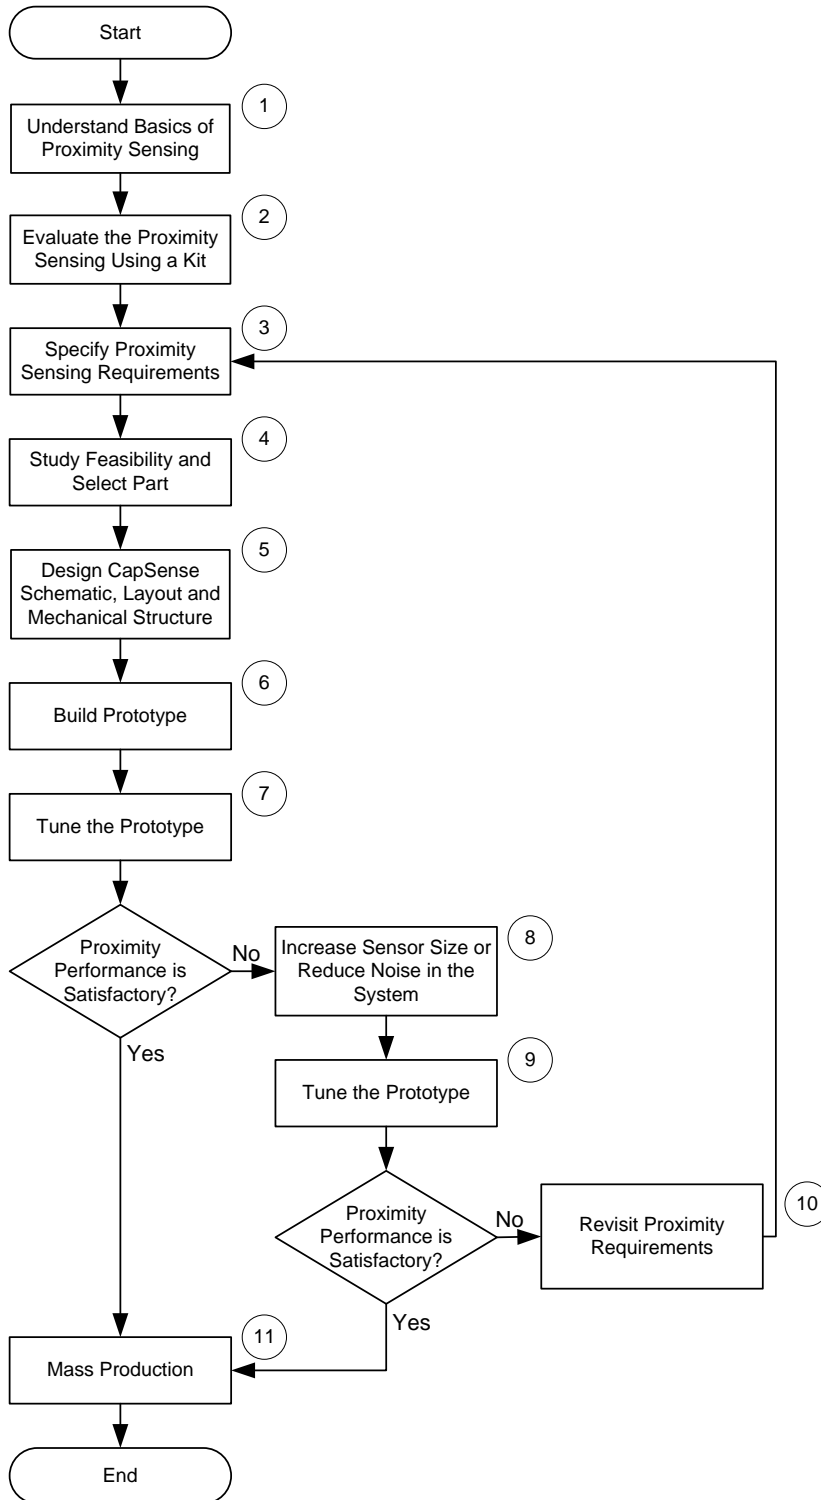 Start
1
Understand Basics of
Proximity Sensing
2
Evaluate the Proximity
Sensing Using a Kit
3
Specify Proximity
Sensing Requirements
4
Study Feasibility and
Select Part
5
Design CapSense
Schematic, Layout and
Mechanical Structure
6
Build Prototype
7
Tune the Prototype
Proximity
Performance is
Satisfactory?
No
Yes
8
Increase Sensor Size or
Reduce Noise in the
System
9
Tune the Prototype
Proximity
Performance is
Satisfactory?
No
Yes
10
Revisit Proximity
Requirements
11
Mass Production
End